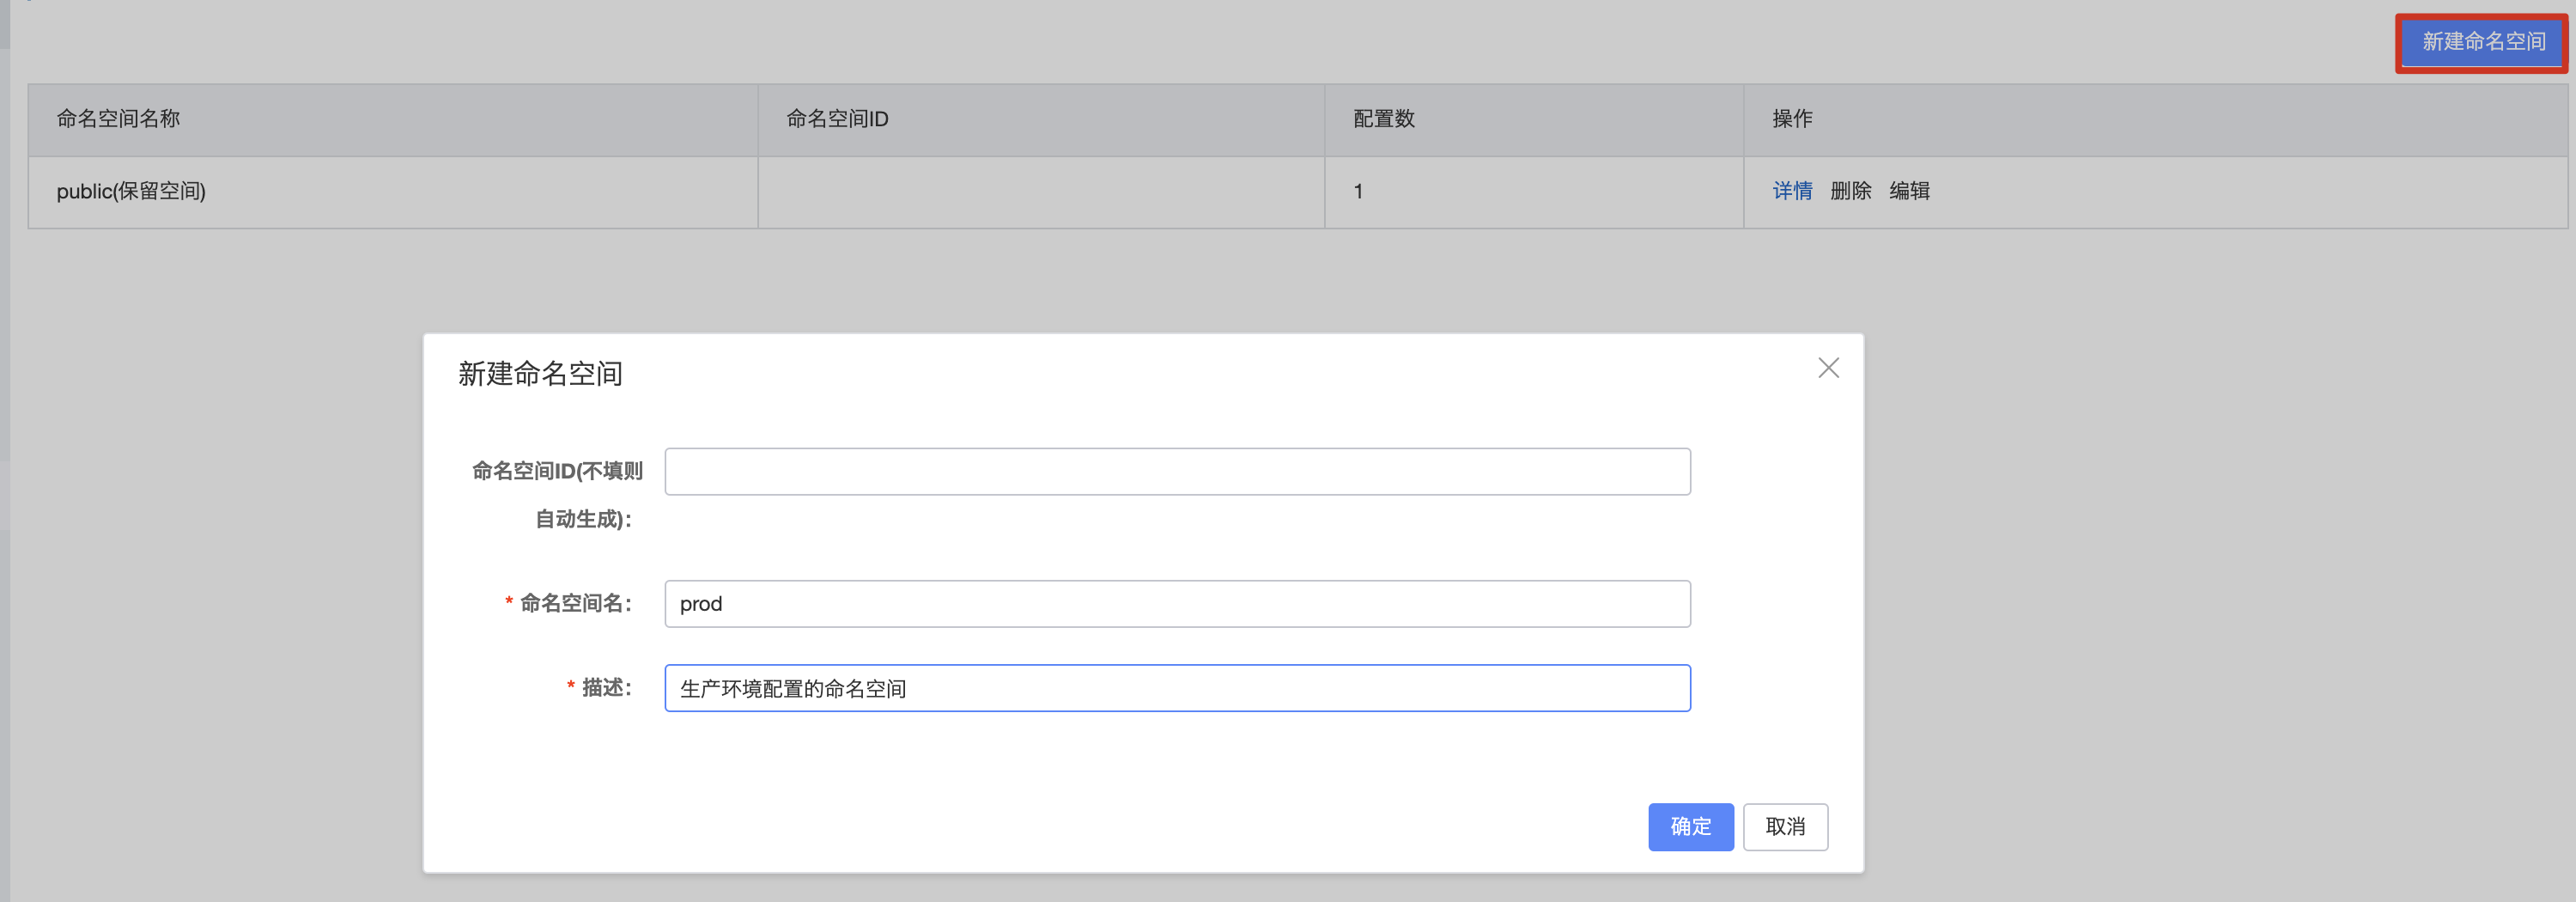 新建命名空间
命名空间名称 命名空间ID 配置数 操作
public(保留空间) 1 详情 删除 编辑
新建命名空间
命名空间ID(不填则
自动生成)：
* 命名空间名： prod
* 描述： 生产环境配置的命名空间
确定 取消